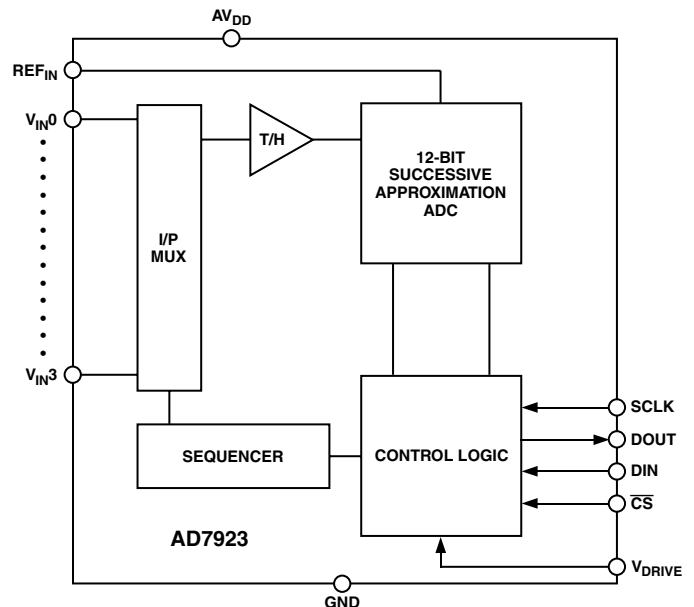 AVDD
REFIN
VIN0
T/H
12-BIT
SUCCESSIVE
APPROXIMATION
ADC
I/P
MUX
VIN3
SCLK
DOUT
DIN
CS
SEQUENCER
CONTROL LOGIC
AD7923
VDRIVE
GND